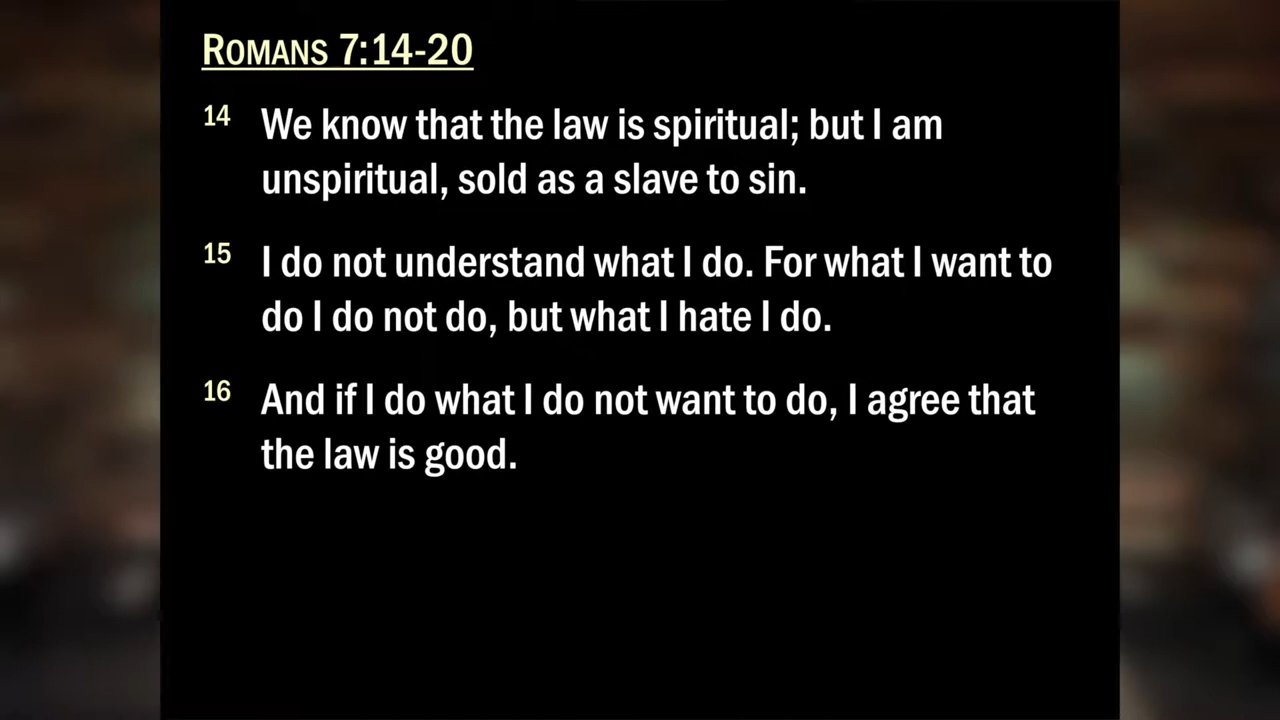 ROMANS 7:14-20
14 We know that the law is spiritual; but I am
unspiritual, sold as a slave to sin.
15 I do not understand what I do. For what I want to
do I do not do, but what I hate I do.
16 And if I do what I do not want to do, I agree that
the law is good.